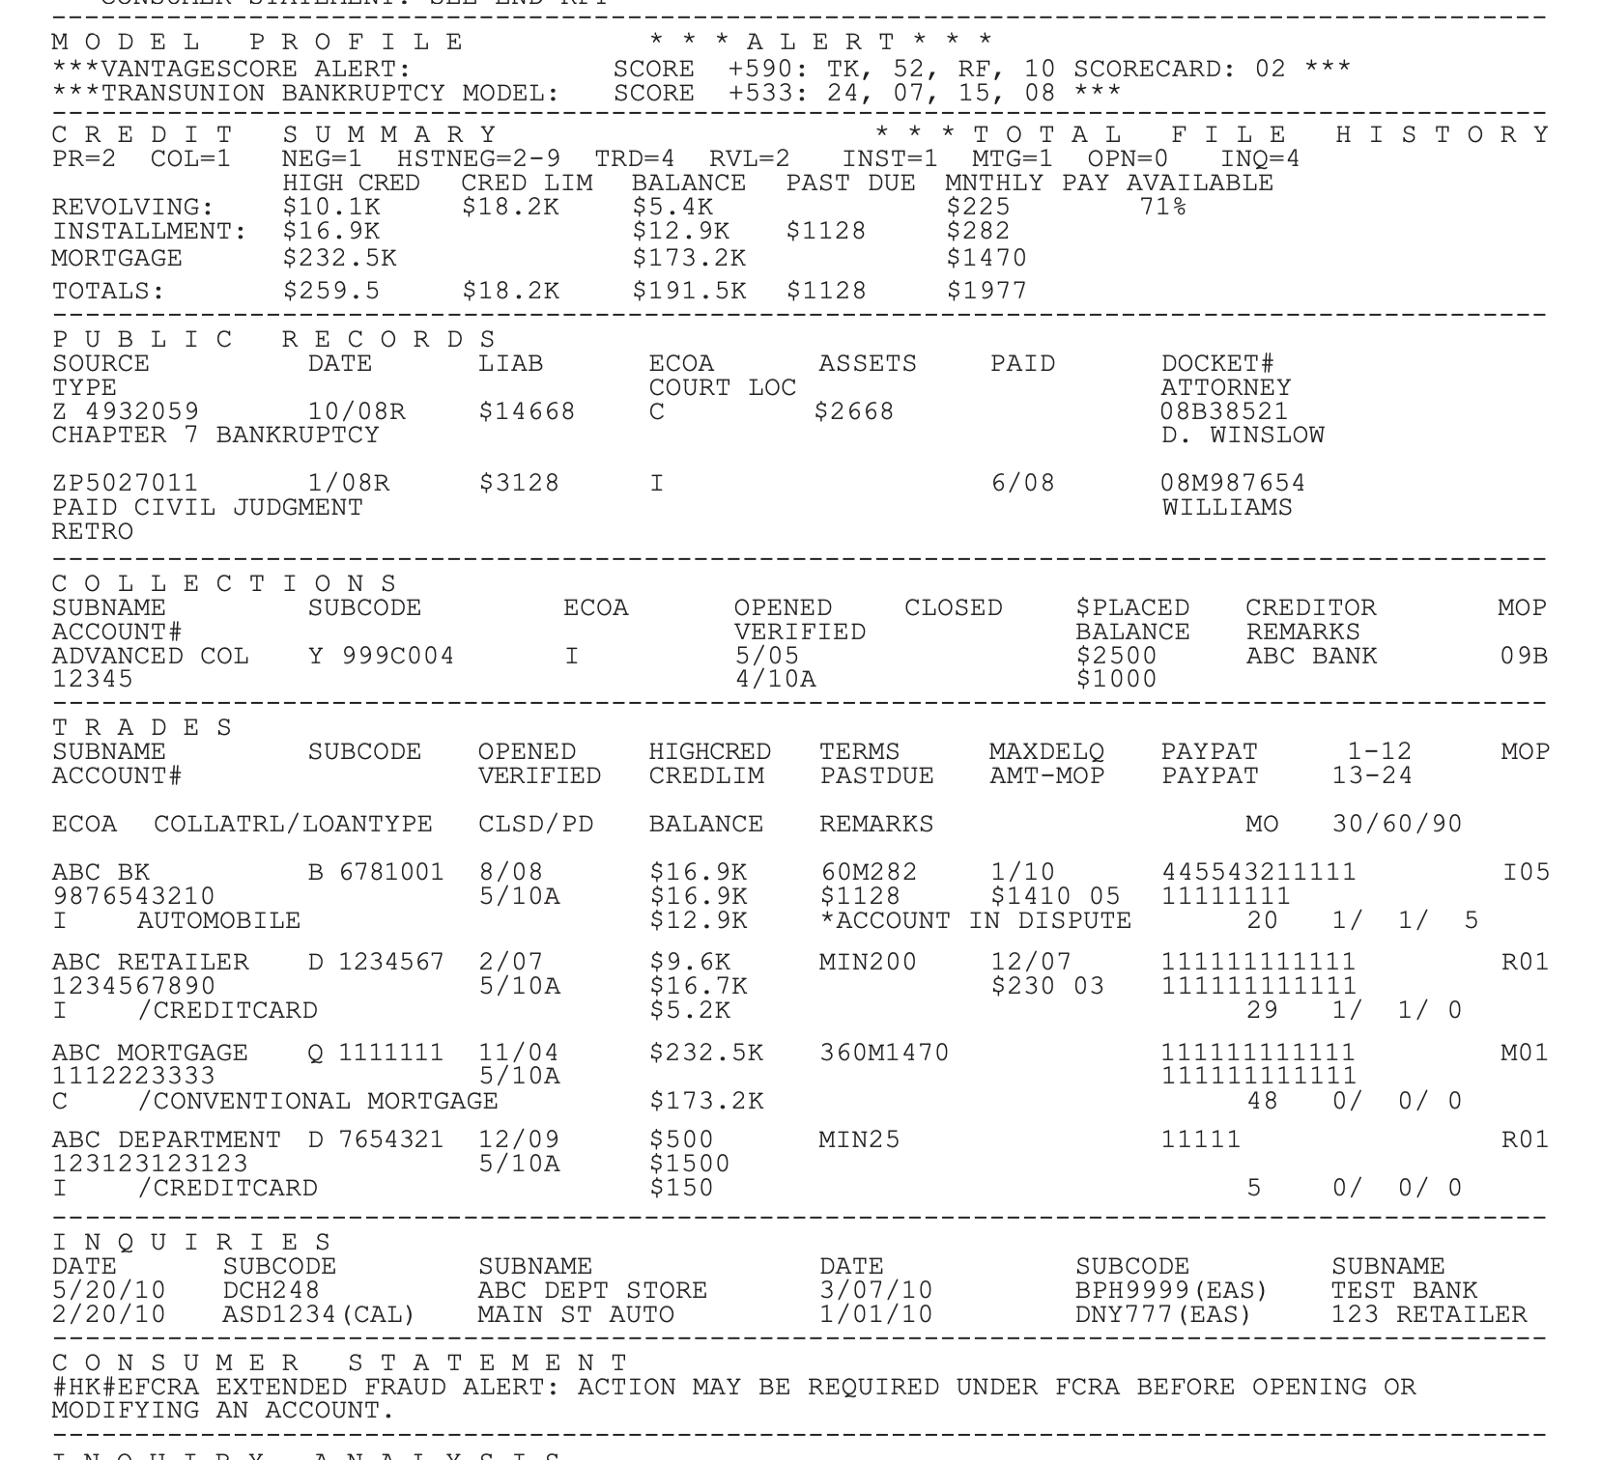 CONSUMER STATEMENT: SEE END RPT
M O D E L   P R O F I L E   * * * A L E R T * * *
***VANTAGESCORE ALERT: SCORE +590: TK, 52, RF, 10 SCORECARD: 02 ***
***TRANSUNION BANKRUPTCY MODEL: SCORE +533: 24, 07, 15, 08 ***
C R E D I T   S U M M A R Y   * * * T O T A L   F I L E   H I S T O R Y
PR=2 COL=1 NEG=1 HSTNEG=2-9 TRD=4 RVL=2 INST=1 MTG=1 OPN=0 INQ=4
HIGH CRED CRED LIM BALANCE PAST DUE MNTHLY PAY AVAILABLE
REVOLVING: $10.1K $18.2K $5.4K $225 71%
INSTALLMENT: $16.9K $12.9K $1128 $282
MORTGAGE $232.5K $173.2K $1470
TOTALS: $259.5 $18.2K $191.5K $1128 $1977
P U B L I C   R E C O R D S
SOURCE DATE LIAB ECOA ASSETS PAID DOCKET#
TYPE COURT LOC ATTORNEY
Z 4932059 10/08R $14668 C $2668 08B38521
CHAPTER 7 BANKRUPTCY D. WINSLOW
ZP5027011 1/08R $3128 I 6/08 08M987654
PAID CIVIL JUDGMENT WILLIAMS
RETRO
C O L L E C T I O N S
SUBNAME SUBCODE ECOA OPENED CLOSED $PLACED CREDITOR MOP
ACCOUNT# VERIFIED BALANCE REMARKS
ADVANCED COL Y 999C004 I 5/05 $2500 ABC BANK 09B
12345 4/10A $1000
T R A D E S
SUBNAME SUBCODE OPENED HIGHCRED TERMS MAXDELQ PAYPAT 1-12 MOP
ACCOUNT# VERIFIED CREDLIM PASTDUE AMT-MOP PAYPAT 13-24
ECOA COLLATRL/LOANTYPE CLSD/PD BALANCE REMARKS MO 30/60/90
ABC BK B 6781001 8/08 $16.9K 60M282 1/10 445543211111 I05
9876543210 5/10A $16.9K $1128 $1410 05 11111111
I AUTOMOBILE $12.9K *ACCOUNT IN DISPUTE 20 1/ 1/ 5
ABC RETAILER D 1234567 2/07 $9.6K MIN200 12/07 111111111111 R01
1234567890 5/10A $16.7K $230 03 111111111111
I /CREDITCARD $5.2K 29 1/ 1/ 0
ABC MORTGAGE Q 1111111 11/04 $232.5K 360M1470 111111111111 M01
1112223333 5/10A 111111111111
C /CONVENTIONAL MORTGAGE $173.2K 48 0/ 0/ 0
ABC DEPARTMENT D 7654321 12/09 $500 MIN25 11111 R01
123123123123 5/10A $1500
I /CREDITCARD $150 5 0/ 0/ 0
I N Q U I R I E S
DATE SUBCODE SUBNAME DATE SUBCODE SUBNAME
5/20/10 DCH248 ABC DEPT STORE 3/07/10 BPH9999(EAS) TEST BANK
2/20/10 ASD1234(CAL) MAIN ST AUTO 1/01/10 DNY777(EAS) 123 RETAILER
C O N S U M E R   S T A T E M E N T
#HK#EFCRA EXTENDED FRAUD ALERT: ACTION MAY BE REQUIRED UNDER FCRA BEFORE OPENING OR
MODIFYING AN ACCOUNT.
I N Q U I R Y   A N A L Y S I S